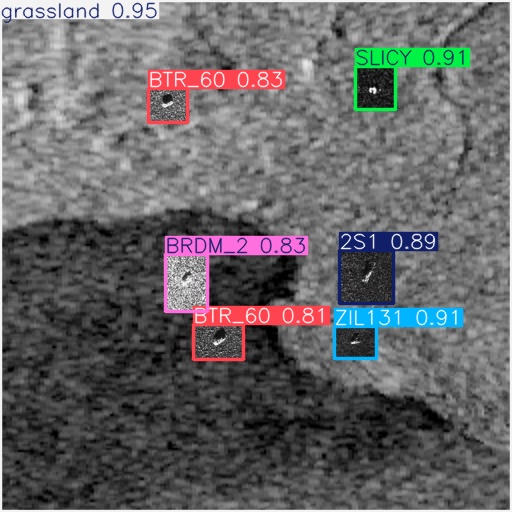 grassland 0.95
SLICY 0.91
BTR_60 0.83
2S1 0.89
BRDM_2 0.83
BTR_60 0.81
ZIL131 0.91